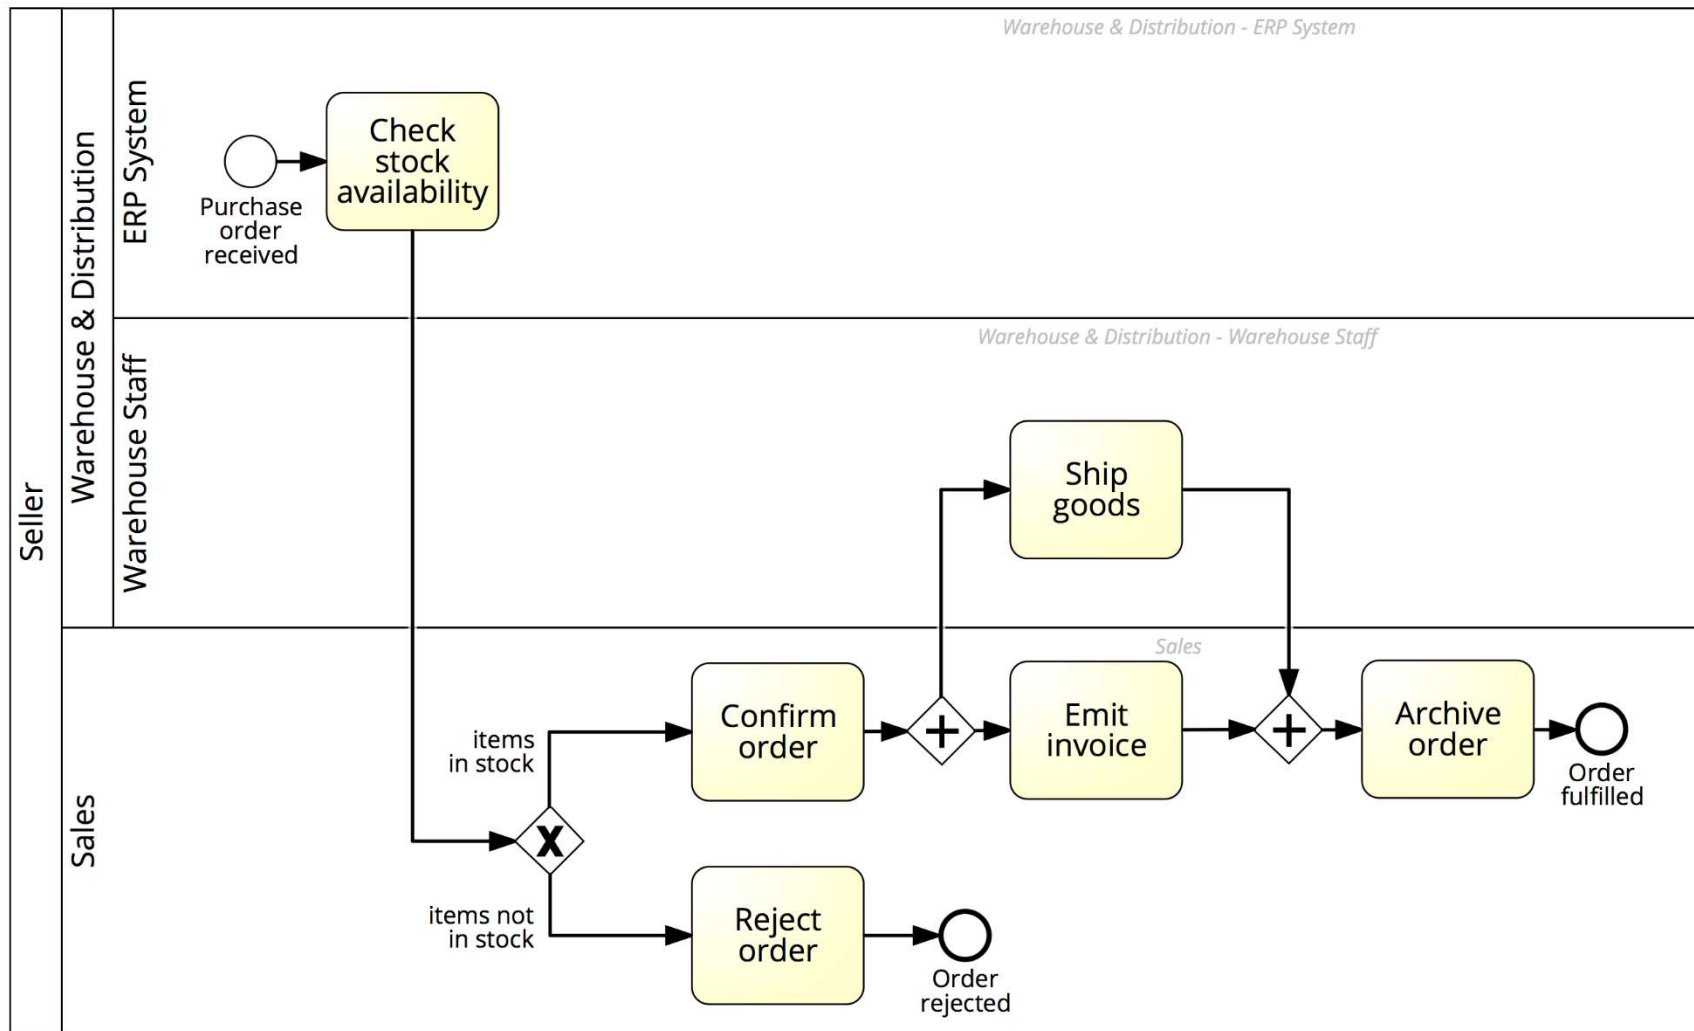 Warehouse & Distribution - ERP System
Seller
Warehouse & Distribution
ERP System
Purchase
order
received
Check
stock
availability
Warehouse & Distribution - Warehouse Staff
Warehouse Staff
Ship
goods
Sales
Sales
items
in stock
X
items not
in stock
Confirm
order
+
Emit
invoice
+
Archive
order
Order
fulfilled
Reject
order
Order
rejected